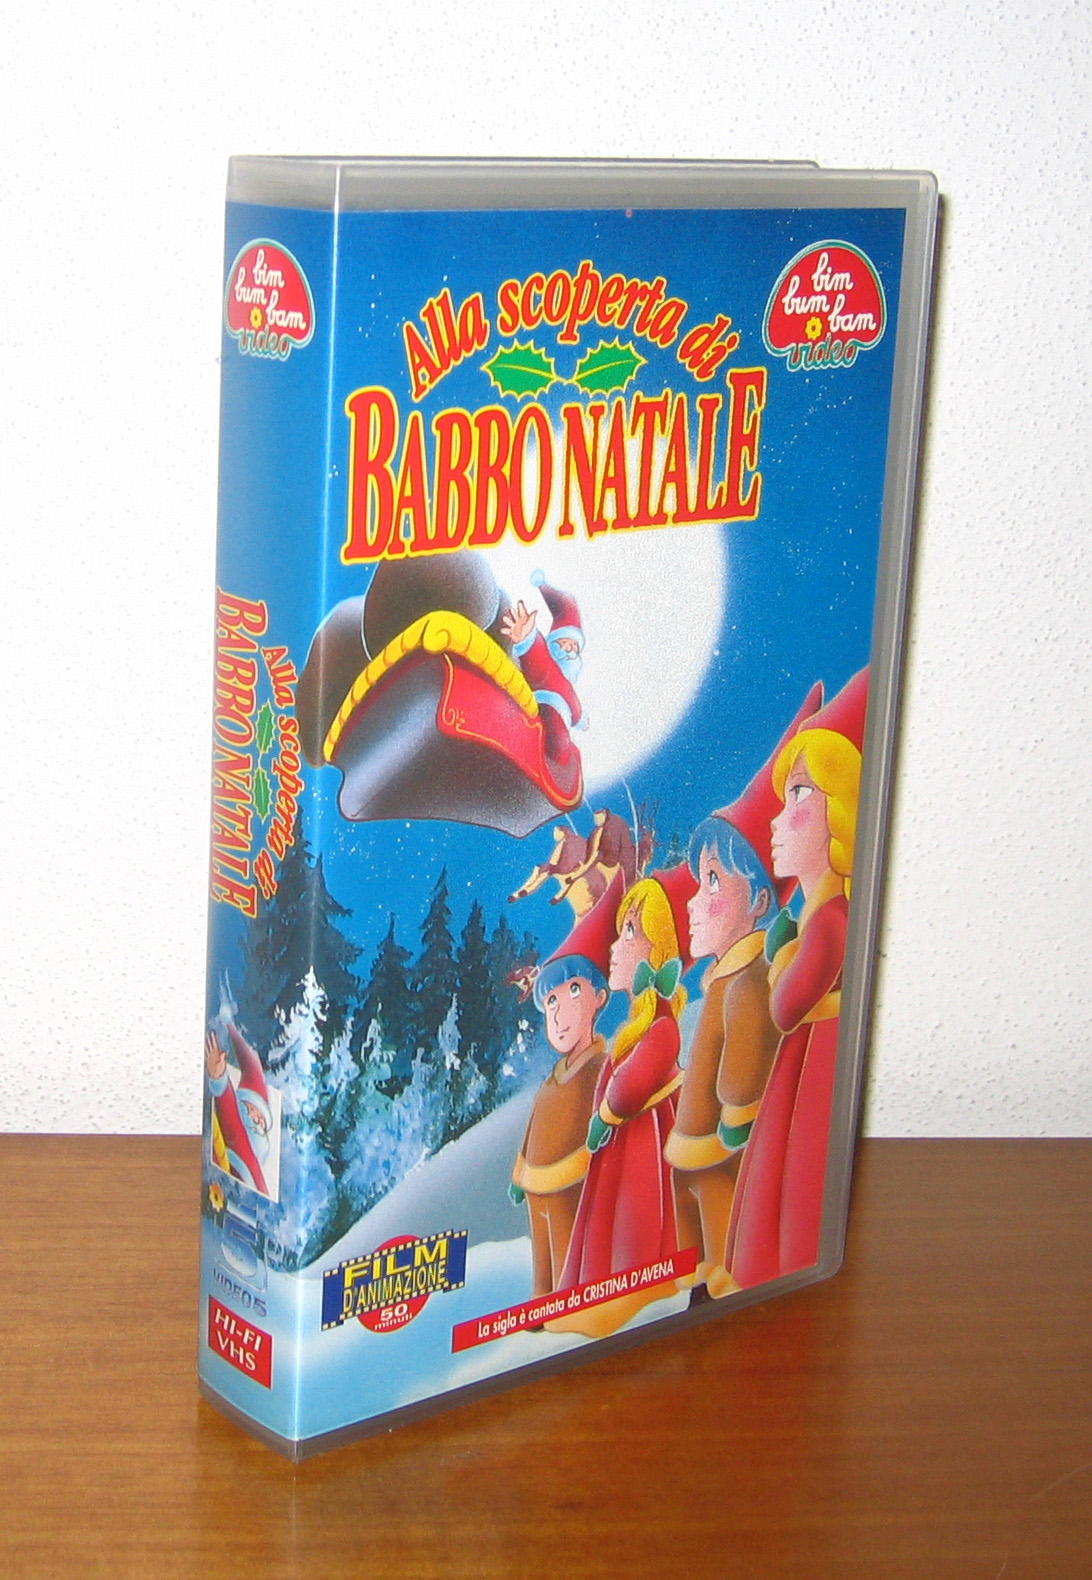 bim
bum
bam
video
Alla scoperta di
BABBO NATALE
bim
bum
bam
video
Alla scoperta di
BABBO NATALE
FILM
D'ANIMAZIONE
50
minuti
La sigla è cantata da CRISTINA D'AVENA
5
VIDEO5
HI-FI
VHS